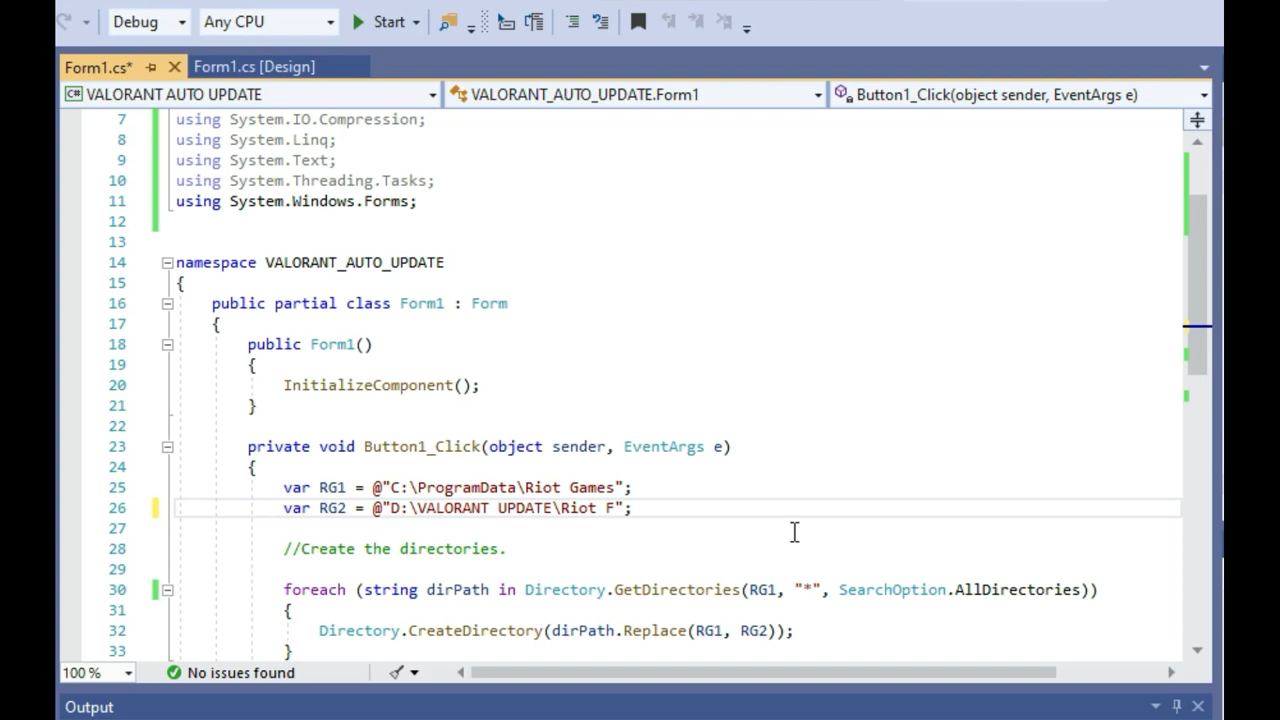 Debug Any CPU Start
Form1.cs* Form1.cs [Design]
C# VALORANT AUTO UPDATE VALORANT_AUTO_UPDATE.Form1 Button1_Click(object sender, EventArgs e)
7 using System.IO.Compression;
8 using System.Linq;
9 using System.Text;
10 using System.Threading.Tasks;
11 using System.Windows.Forms;
12
13
14 namespace VALORANT_AUTO_UPDATE
15 {
16 public partial class Form1 : Form
17 {
18 public Form1()
19 {
20 InitializeComponent();
21 }
22
23 private void Button1_Click(object sender, EventArgs e)
24 {
25 var RG1 = @"C:\ProgramData\Riot Games";
26 var RG2 = @"D:\VALORANT UPDATE\Riot F";
27
28 //Create the directories.
29
30 foreach (string dirPath in Directory.GetDirectories(RG1, "*", SearchOption.AllDirectories))
31 {
32 Directory.CreateDirectory(dirPath.Replace(RG1, RG2));
33 }
100 % No issues found
Output